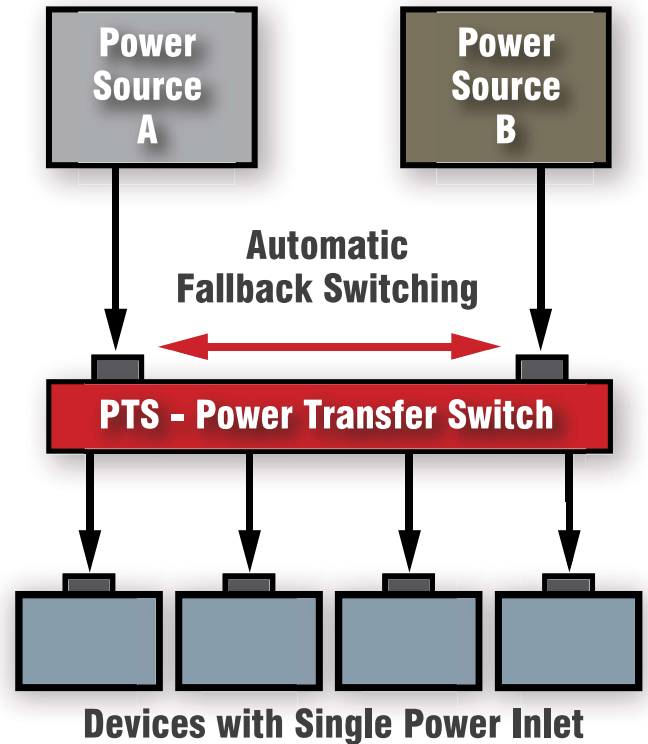 Power
Source
A
Power
Source
B
Automatic
Fallback Switching
PTS - Power Transfer Switch
Devices with Single Power Inlet